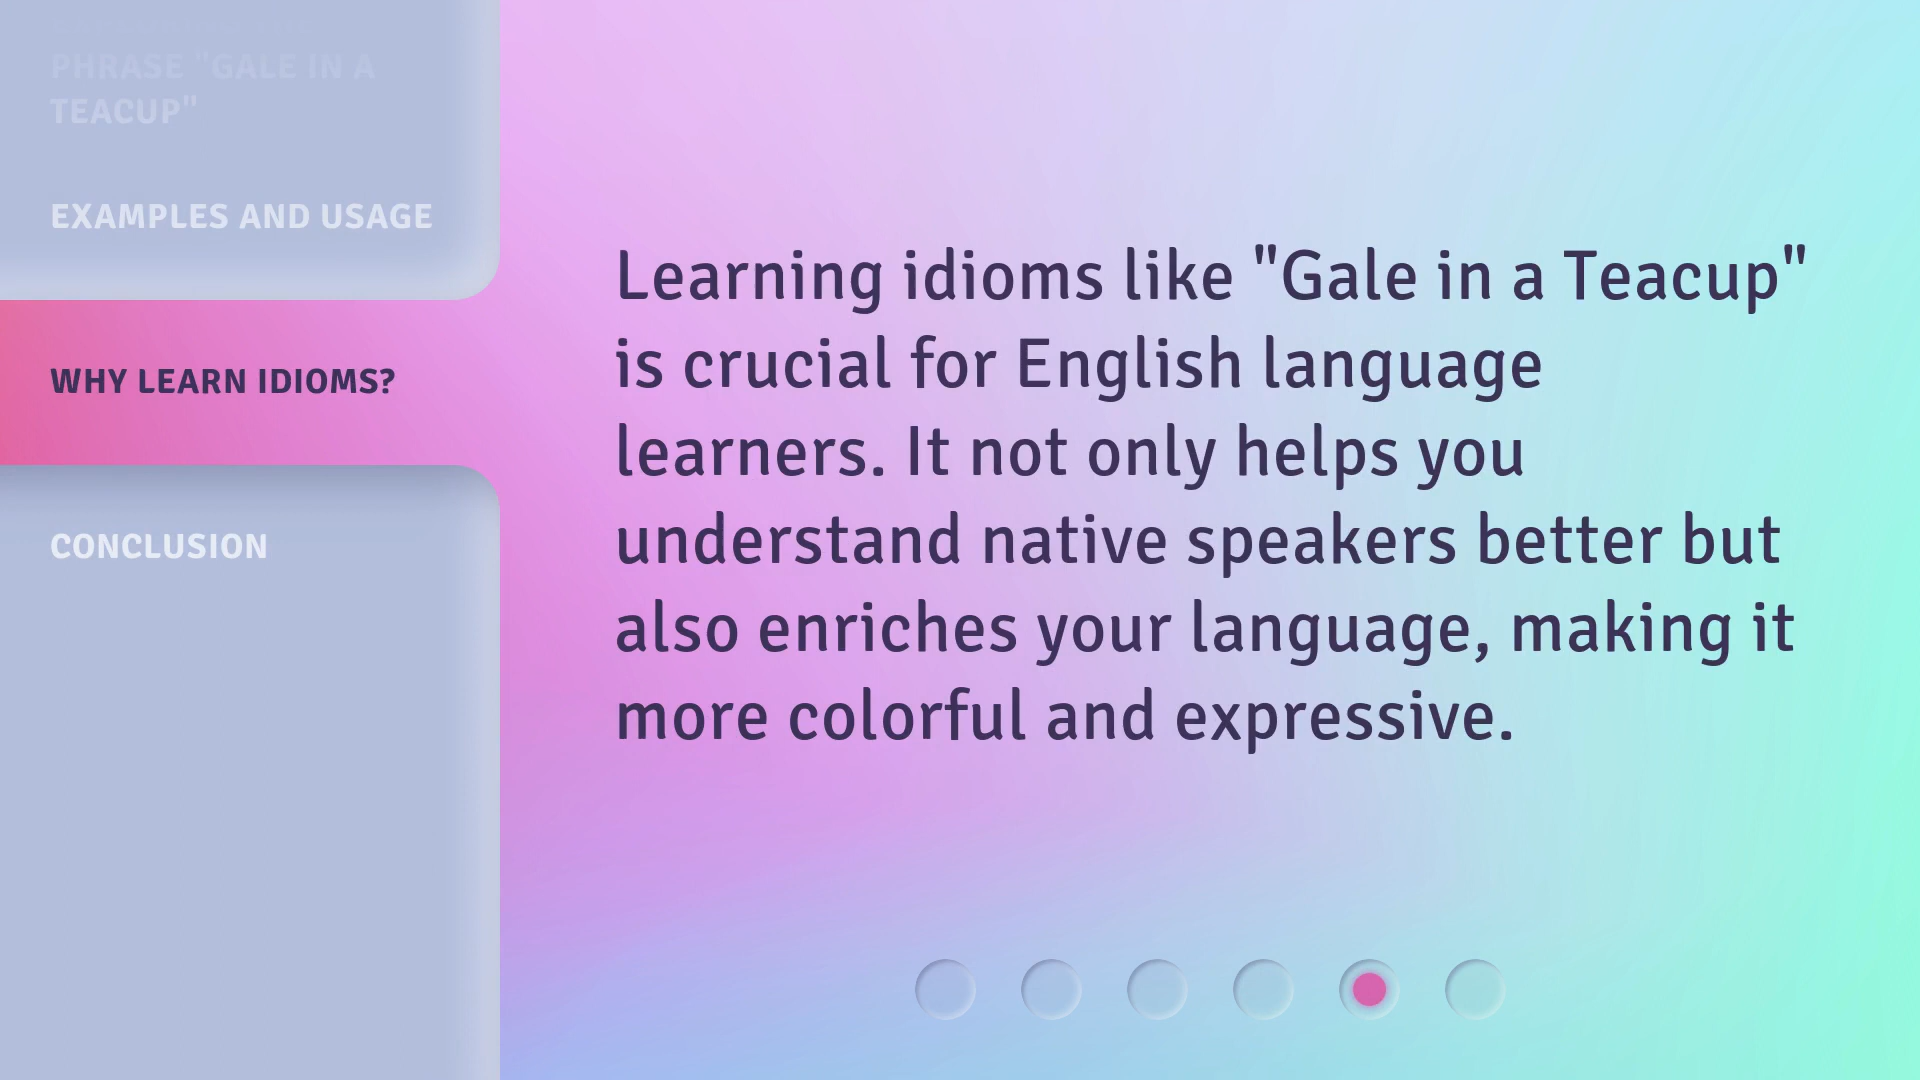 PHRASE "GALE IN A
TEACUP"
EXAMPLES AND USAGE
WHY LEARN IDIOMS?
CONCLUSION
Learning idioms like "Gale in a Teacup"
is crucial for English language
learners. It not only helps you
understand native speakers better but
also enriches your language, making it
more colorful and expressive.